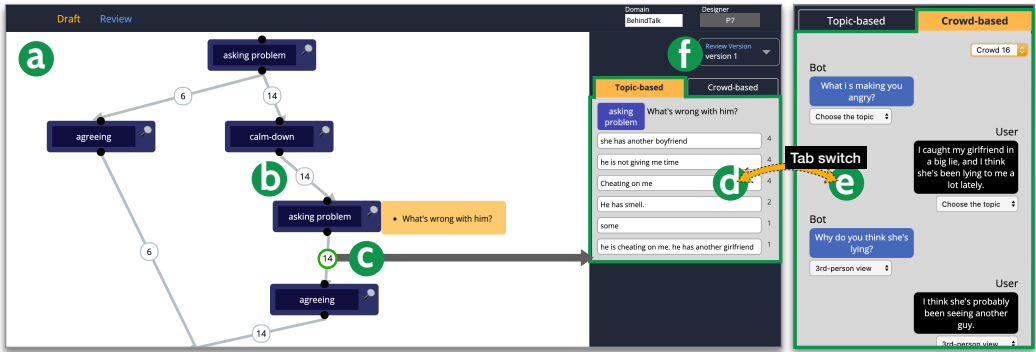 Draft
Review
Domain
BehindTalk
Designer
P7
a
asking problem
6
14
agreeing
calm-down
b
14
asking problem
• What's wrong with him?
6
14
c
agreeing
14
f
Review Version
version 1
Topic-based
Crowd-based
asking
problem
What's wrong with him?
she has another boyfriend
4
he is not giving me time
4
Cheating on me
4
He has smell.
2
some
1
he is cheating on me. he has another girlfriend
1
d
Tab switch
e
Topic-based
Crowd-based
Crowd 16
Bot
What i s making you
angry?
Choose the topic
User
I caught my girlfriend in
a big lie, and I think
she's been lying to me a
lot lately.
Choose the topic
Bot
Why do you think she's
lying?
3rd-person view
User
I think she's probably
been seeing another
guy.
3rd-person view